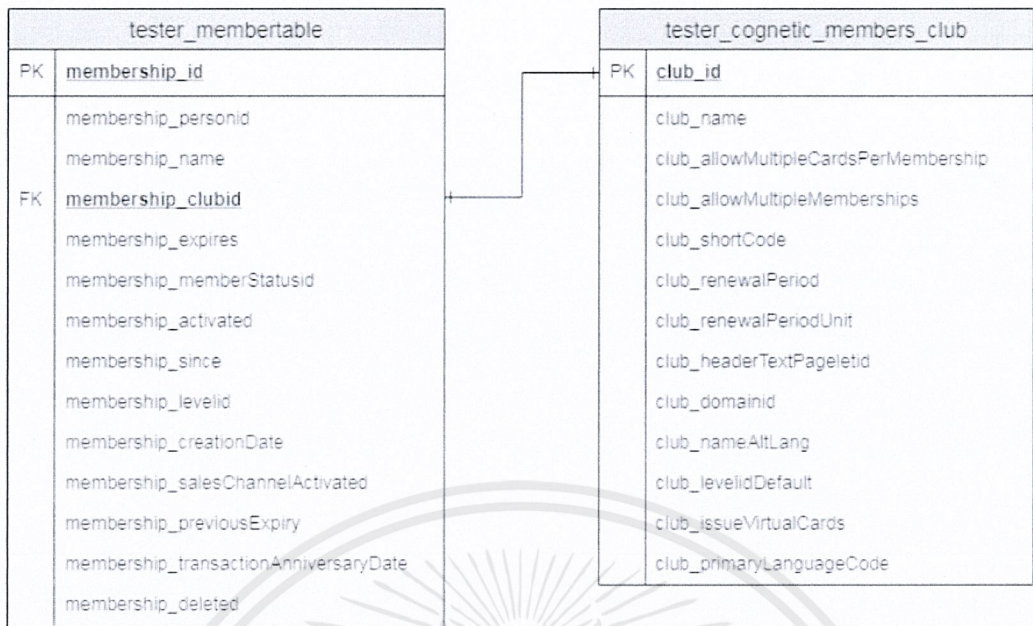 tester_membertable
PK membership_id
membership_personid
membership_name
FK membership_clubid
membership_expires
membership_memberStatusid
membership_activated
membership_since
membership_levelid
membership_creationDate
membership_salesChannelActivated
membership_previousExpiry
membership_transactionAnniversaryDate
membership_deleted
tester_cognetic_members_club
PK club_id
club_name
club_allowMultipleCardsPerMembership
club_allowMultipleMemberships
club_shortCode
club_renewalPeriod
club_renewalPeriodUnit
club_headerTextPageletid
club_domainid
club_nameAltLang
club_levelidDefault
club_issueVirtualCards
club_primaryLanguageCode